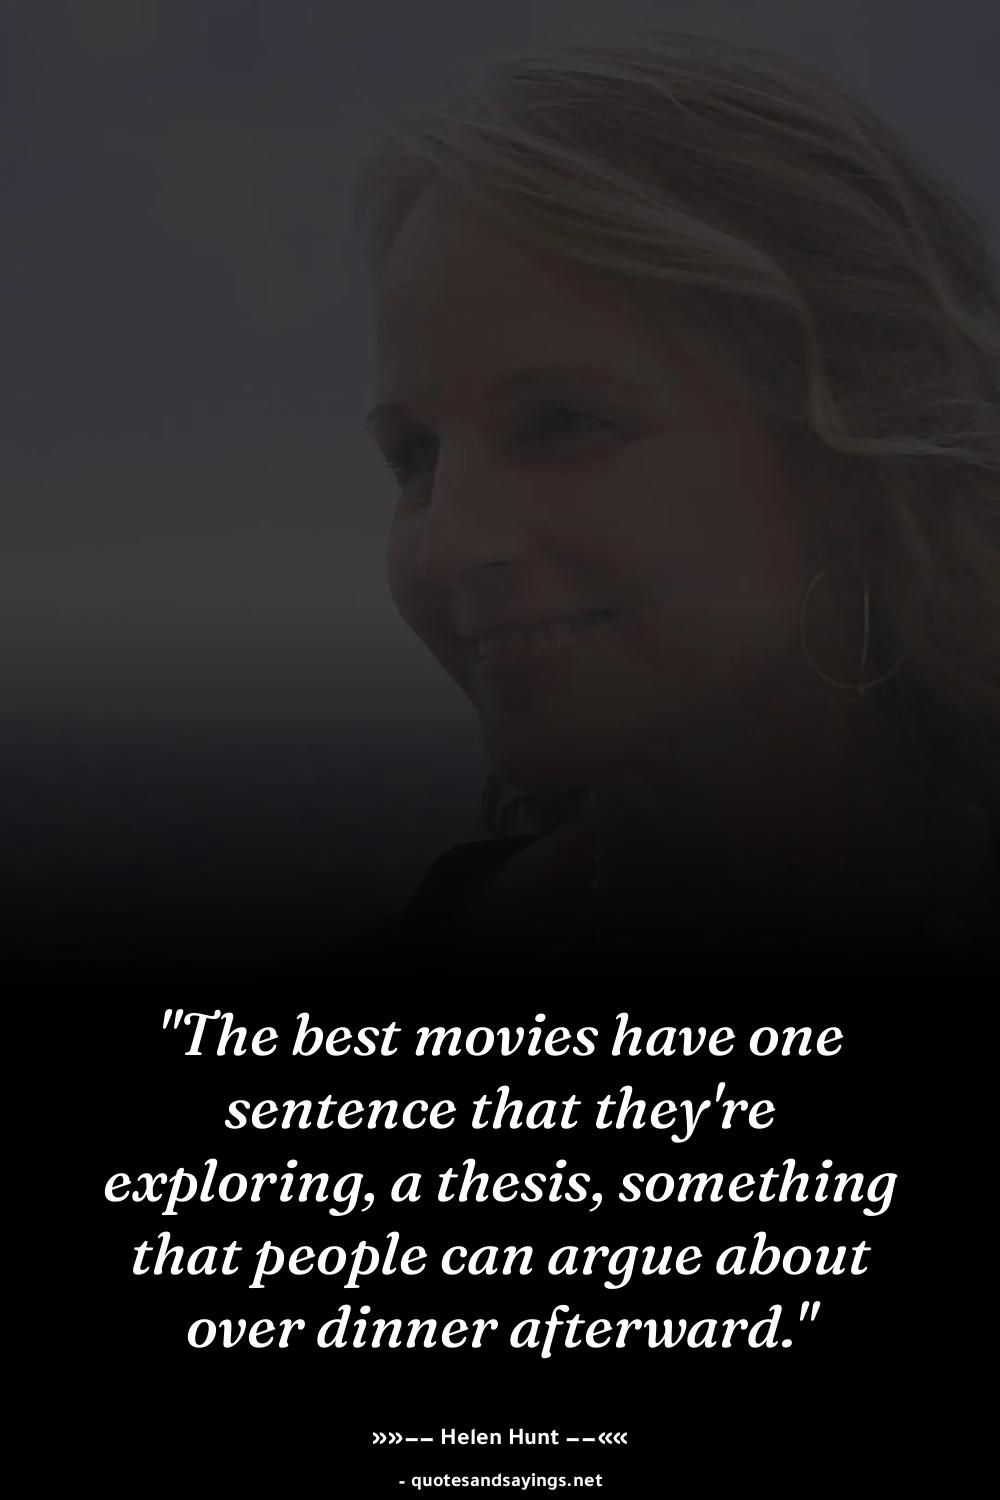 "The best movies have one
sentence that they're
exploring, a thesis, something
that people can argue about
over dinner afterward."
»»—— Helen Hunt ——««
- quotesandsayings.net